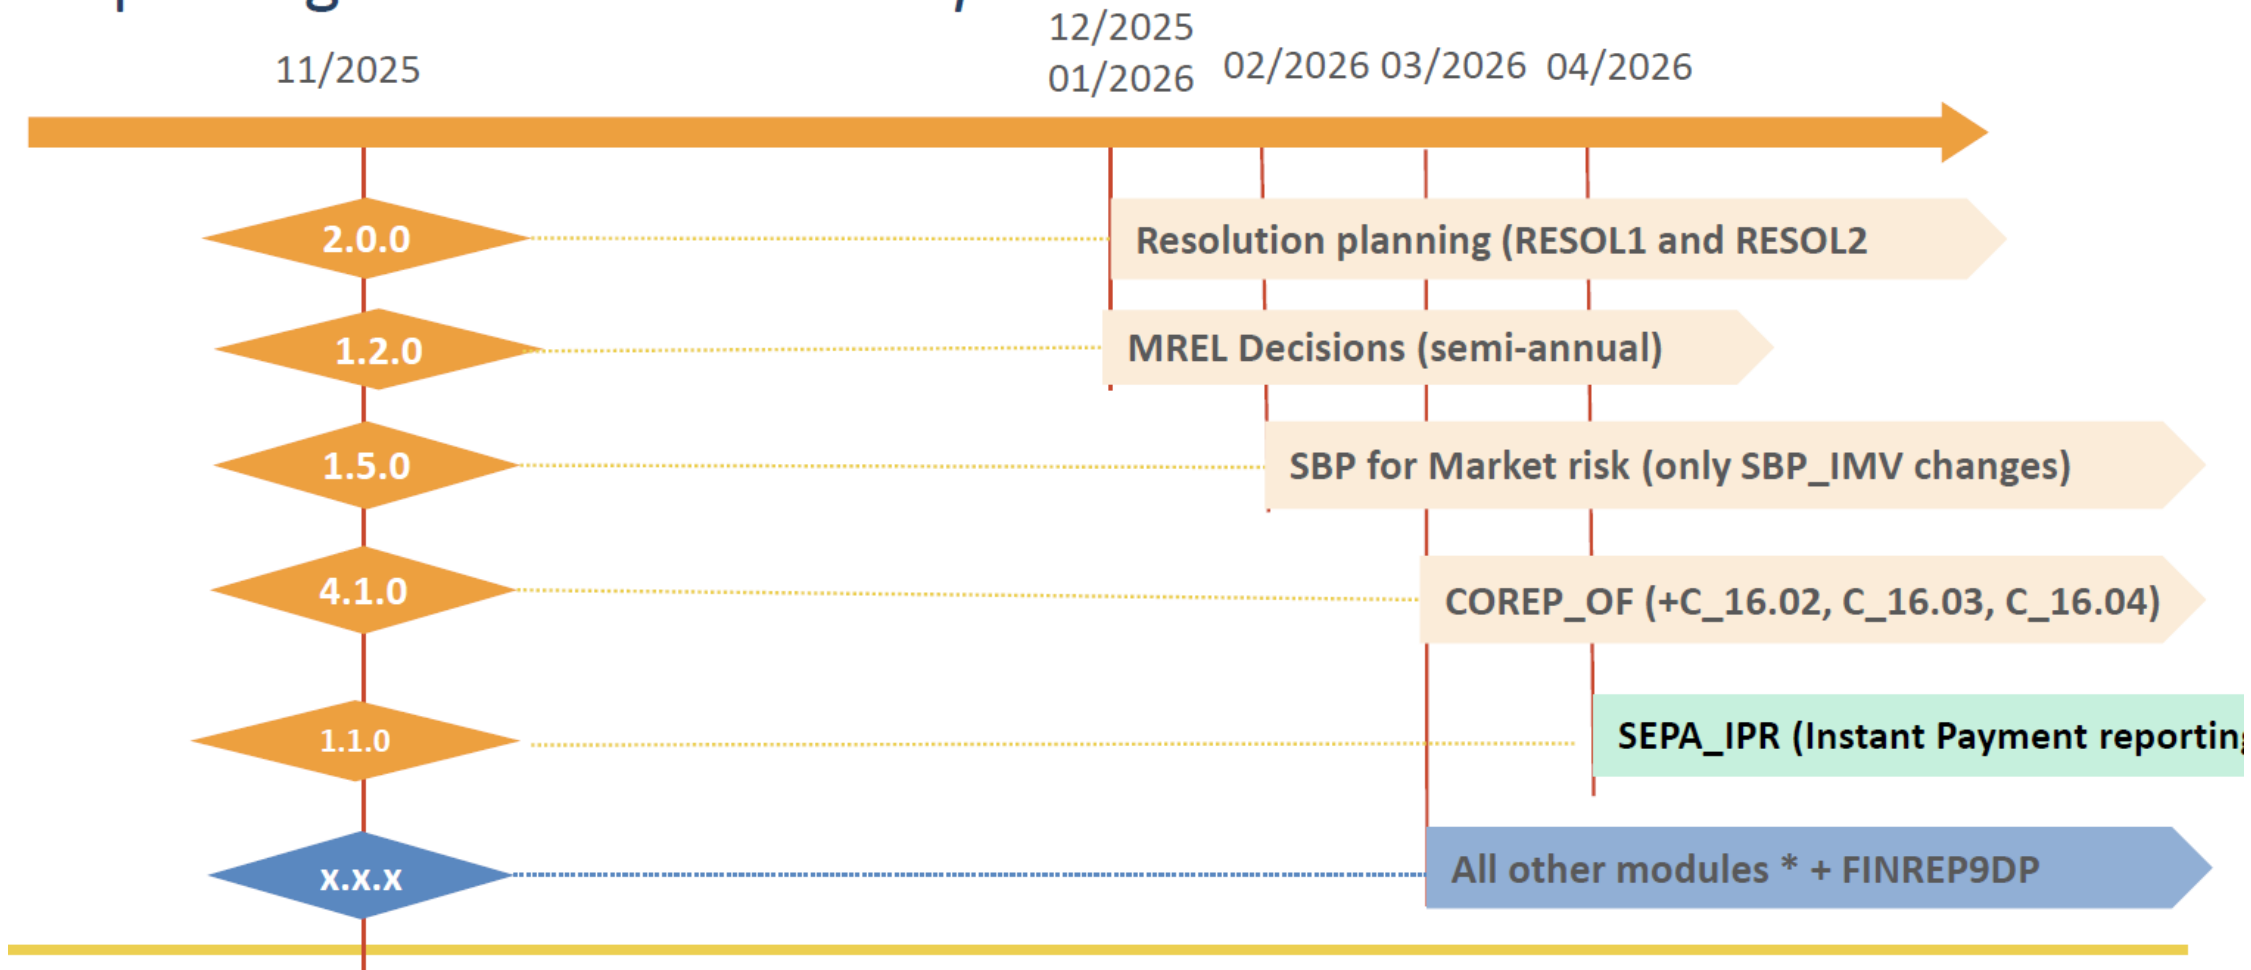 12/2025
11/2025
01/2026
02/2026 03/2026 04/2026
2.0.0
Resolution planning (RESOL1 and RESOL2
1.2.0
MREL Decisions (semi-annual)
1.5.0
SBP for Market risk (only SBP_IMV changes)
4.1.0
COREP_OF (+C_16.02, C_16.03, C_16.04)
1.1.0
SEPA_IPR (Instant Payment reporting
x.x.x
All other modules * + FINREP9DP